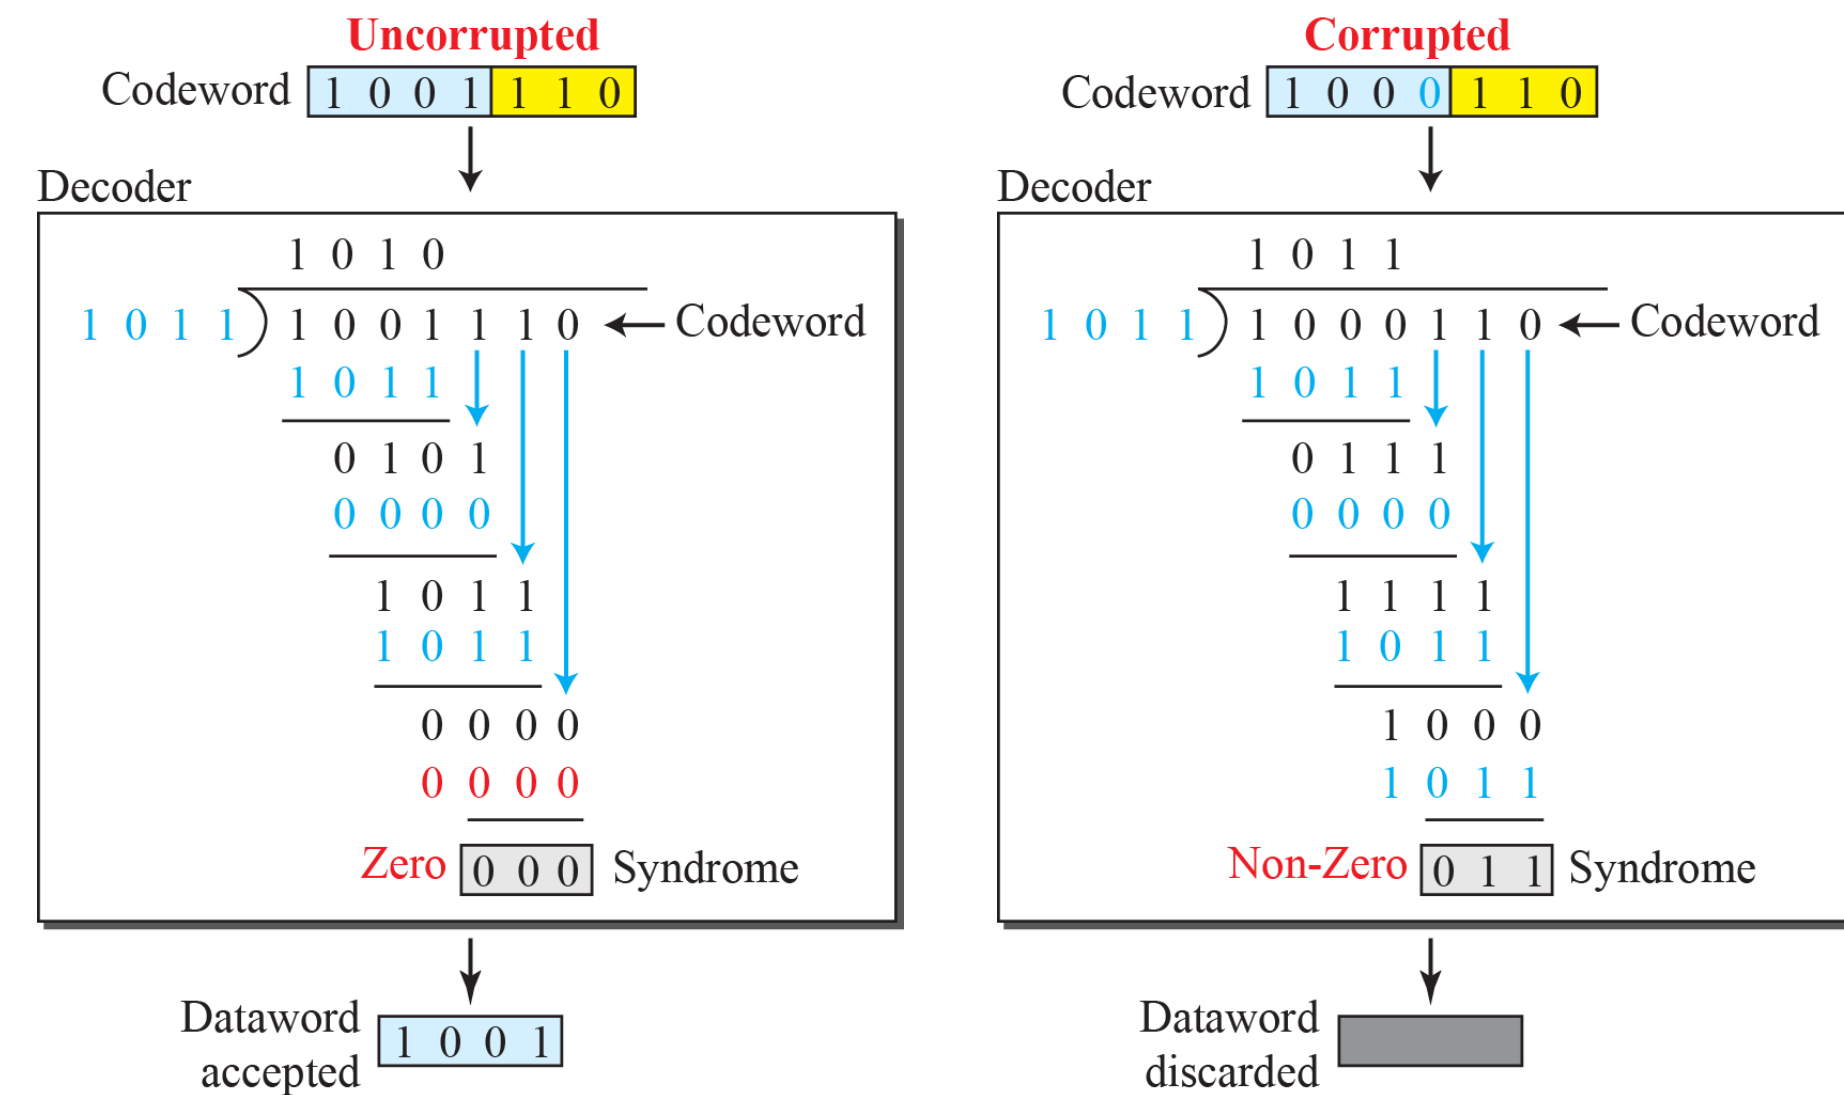 Uncorrupted
Codeword 1 0 0 1 1 1 0
Decoder
1 0 1 0
1 0 1 1 1 0 0 1 1 1 0 Codeword
1 0 1 1
0 1 0 1
0 0 0 0
1 0 1 1
1 0 1 1
0 0 0 0
0 0 0 0
Zero 0 0 0 Syndrome
Dataword
accepted
1 0 0 1
Corrupted
Codeword 1 0 0 0 1 1 0
Decoder
1 0 1 1
1 0 1 1 1 0 0 0 1 1 0 Codeword
1 0 1 1
0 1 1 1
0 0 0 0
1 1 1 1
1 0 1 1
1 0 0 0
1 0 1 1
Non-Zero 0 1 1 Syndrome
Dataword
discarded